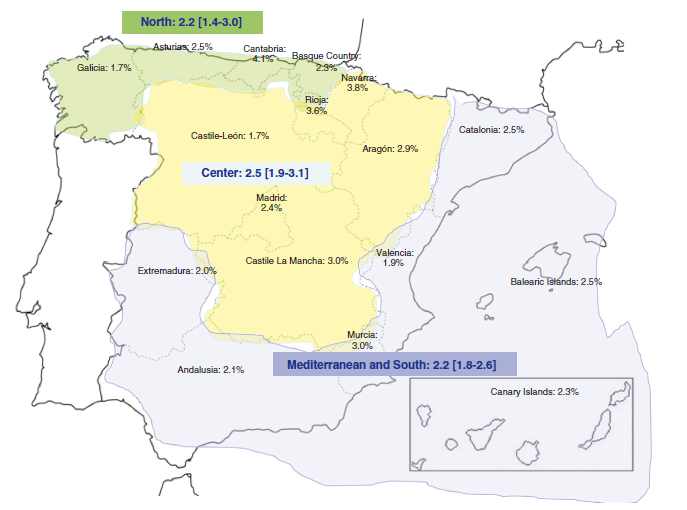 North: 2.2 [1.4-3.0]
Asturias: 2.5%
Cantabria:
4.1%
Basque Country:
2.3%
Galicia: 1.7%
Navarra:
3.8%
Rioja:
3.6%
Castile-León: 1.7%
Aragón: 2.9%
Catalonia: 2.5%
Center: 2.5 [1.9-3.1]
Madrid:
2.4%
Castile La Mancha: 3.0%
Valencia:
1.9%
Extremadura: 2.0%
Balearic Islands: 2.5%
Murcia:
3.0%
Mediterranean and South: 2.2 [1.8-2.6]
Andalusia: 2.1%
Canary Islands: 2.3%